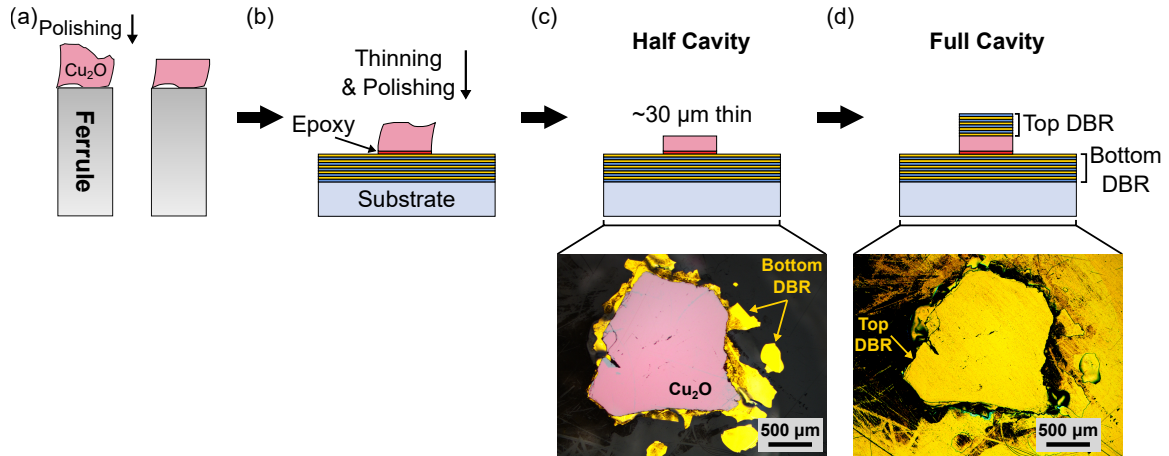 (a)
Polishing
Cu₂O
Ferrule
(b)
Thinning
& Polishing
Epoxy
Substrate
(c)
Half Cavity
~30 µm thin
Bottom
DBR
Cu₂O
500 µm
(d)
Full Cavity
Top DBR
Bottom
DBR
Top
DBR
500 µm